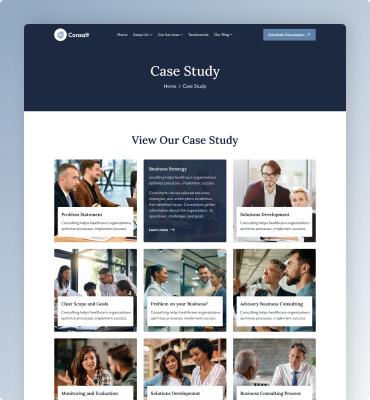 Consalt
Home About Us Our Services Testimonials Our Blog Schedule Consulation
Case Study
Home Case Study
View Our Case Study
Problem Statement
Consulting helps healthcare organizations
optimize processes, implement success.
Business Strategy
onsulting helps healthcare organizations
optimize processes, implement success.
Consultants devise tailored solutions,
strategies, and action plans to address
the identified issues. Consultants gather
information about the organization, its
operations, challenges, and goals.
Learn more
Solutions Development
Consulting helps healthcare organizations
optimize processes, implement success.
Clear Scope and Goals
Consulting helps healthcare organizations
optimize processes, implement success.
Problem on your Business?
Consulting helps healthcare organizations
optimize processes, implement success.
Advisory Business Consulting
Consulting helps healthcare organizations
optimize processes, implement success.
Monitoring and Evaluation
Solutions Development
Business Consulting Process